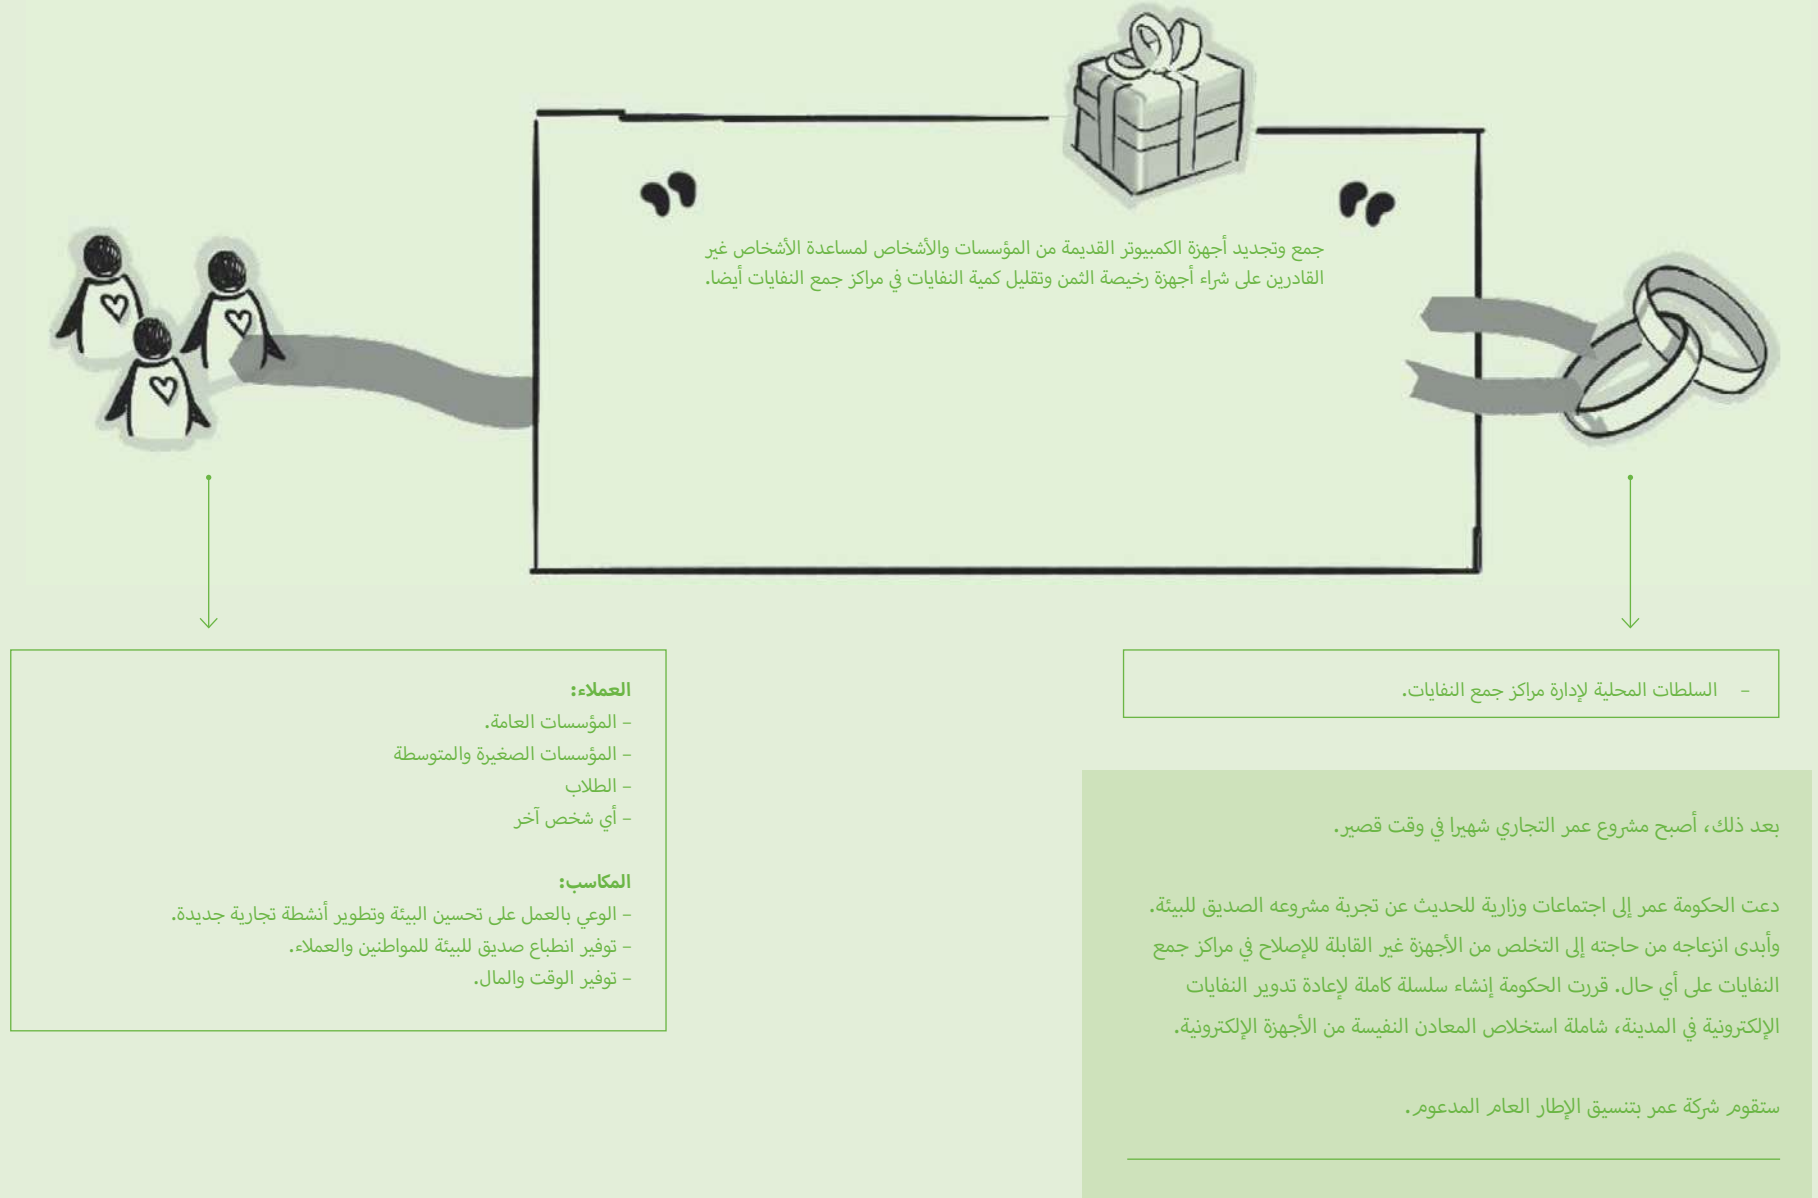 جمع وتجديد أجهزة الكمبيوتر القديمة من المؤسسات والأشخاص لمساعدة الأشخاص غير
القادرين على شراء أجهزة رخيصة الثمن وتقليل كمية النفايات في مراكز جمع النفايات أيضا.
– السلطات المحلية لإدارة مراكز جمع النفايات.
بعد ذلك، أصبح مشروع عمر التجاري شهيرا في وقت قصير.
دعت الحكومة عمر إلى اجتماعات وزارية للحديث عن تجربة مشروعه الصديق للبيئة.
وأبدى انزعاجه من حاجته إلى التخلص من الأجهزة غير القابلة للإصلاح في مراكز جمع
النفايات على أي حال. قررت الحكومة إنشاء سلسلة كاملة لإعادة تدوير النفايات
الإلكترونية في المدينة، شاملة استخلاص المعادن النفيسة من الأجهزة الإلكترونية.
ستقوم شركة عمر بتنسيق الإطار العام المدعوم.
العملاء:
– المؤسسات العامة.
– المؤسسات الصغيرة والمتوسطة
– الطلاب
– أي شخص آخر
المكاسب:
– الوعي بالعمل على تحسين البيئة وتطوير أنشطة تجارية جديدة.
– توفير انطباع صديق للبيئة للمواطنين والعملاء.
– توفير الوقت والمال.